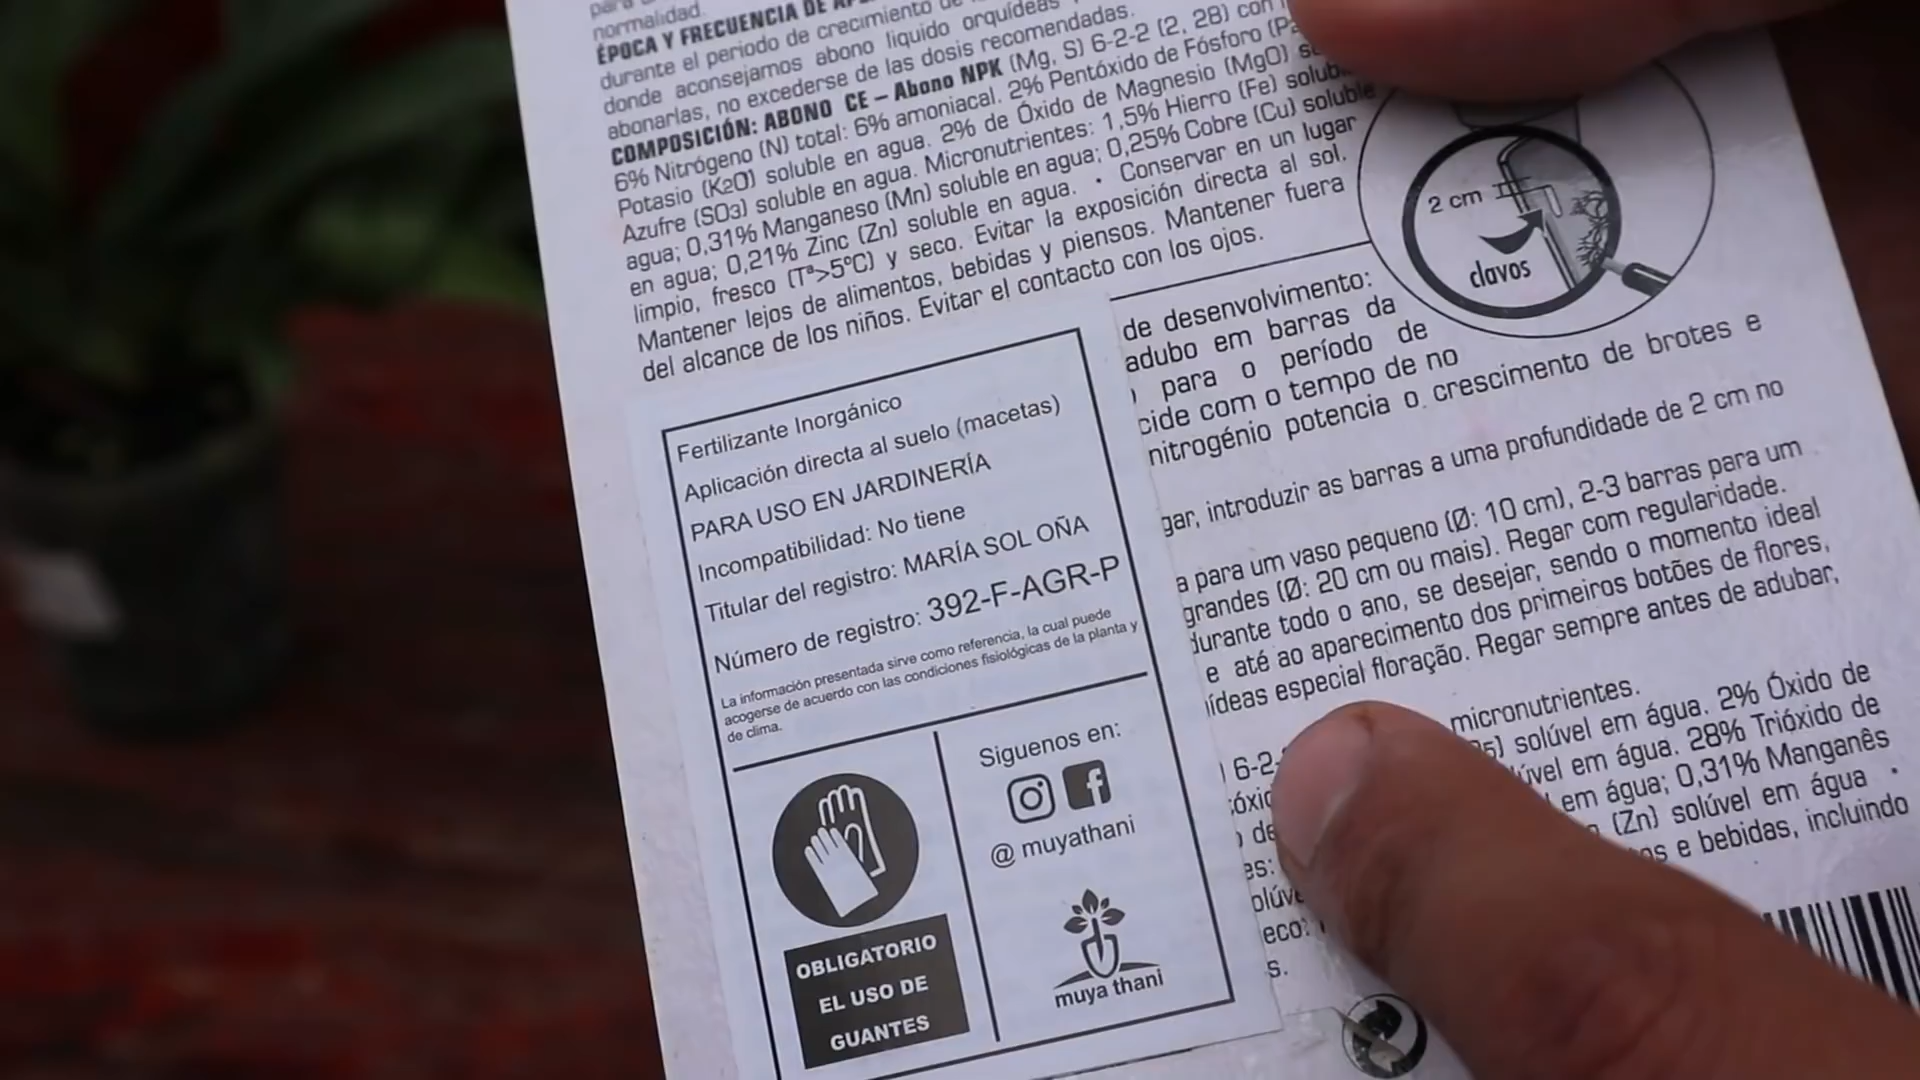 normalidad.
ÉPOCA Y FRECUENCIA DE
durante el periodo de crecimiento de
donde aconsejamos abono liquido orquídeas
abonarlas, no excederse de las dosis recomendadas.
COMPOSICIÓN: ABONO CE – Abono NPK (Mg, S) 6-2-2 (2, 28) con
6% Nitrógeno (N) total: 6% amoniacal. 2% Pentóxido de Fósforo
Potasio (K2O) soluble en agua. 2% de Óxido de Magnesio (MgO)
Azufre (SO3) soluble en agua. Micronutrientes: 1,5% Hierro (Fe)
agua; 0,31% Manganeso (Mn) soluble en agua; 0,25% Cobre (Cu) soluble
en agua; 0,21% Zinc (Zn) soluble en agua. • Conservar en un lugar
limpio, fresco (Tª>5ºC) y seco. Evitar la exposición directa al sol.
Mantener lejos de alimentos, bebidas y piensos. Mantener fuera
del alcance de los niños. Evitar el contacto con los ojos.
2 cm
clavos
Fertilizante Inorgánico
Aplicación directa al suelo (macetas)
PARA USO EN JARDINERÍA
Incompatibilidad: No tiene
Titular del registro: MARÍA SOL OÑA
Número de registro: 392-F-AGR-P
La información presentada sirve como referencia, la cual puede
acogerse de acuerdo con las condiciones fisiológicas de la planta y
de clima.
OBLIGATORIO
EL USO DE
GUANTES
Siguenos en:
@ muyathani
muya thani
de desenvolvimento:
adubo em barras da
para o período de
cide com o tempo de no
nitrogénio potencia o crescimento de brotes e
gar, introduzir as barras a uma profundidade de 2 cm no
a para um vaso pequeno (Ø: 10 cm), 2-3 barras para um
grandes (Ø: 20 cm ou mais). Regar com regularidade.
durante todo o ano, se desejar, sendo o momento ideal
e até ao aparecimento dos primeiros botões de flores,
ídeas especial floração. Regar sempre antes de adubar,
micronutrientes.
6-2- solúvel em água. 2% Óxido de
em água. 28% Trióxido de
de em água; 0,31% Manganês
es: (Zn) solúvel em água •
e bebidas, incluindo
eco:
s.